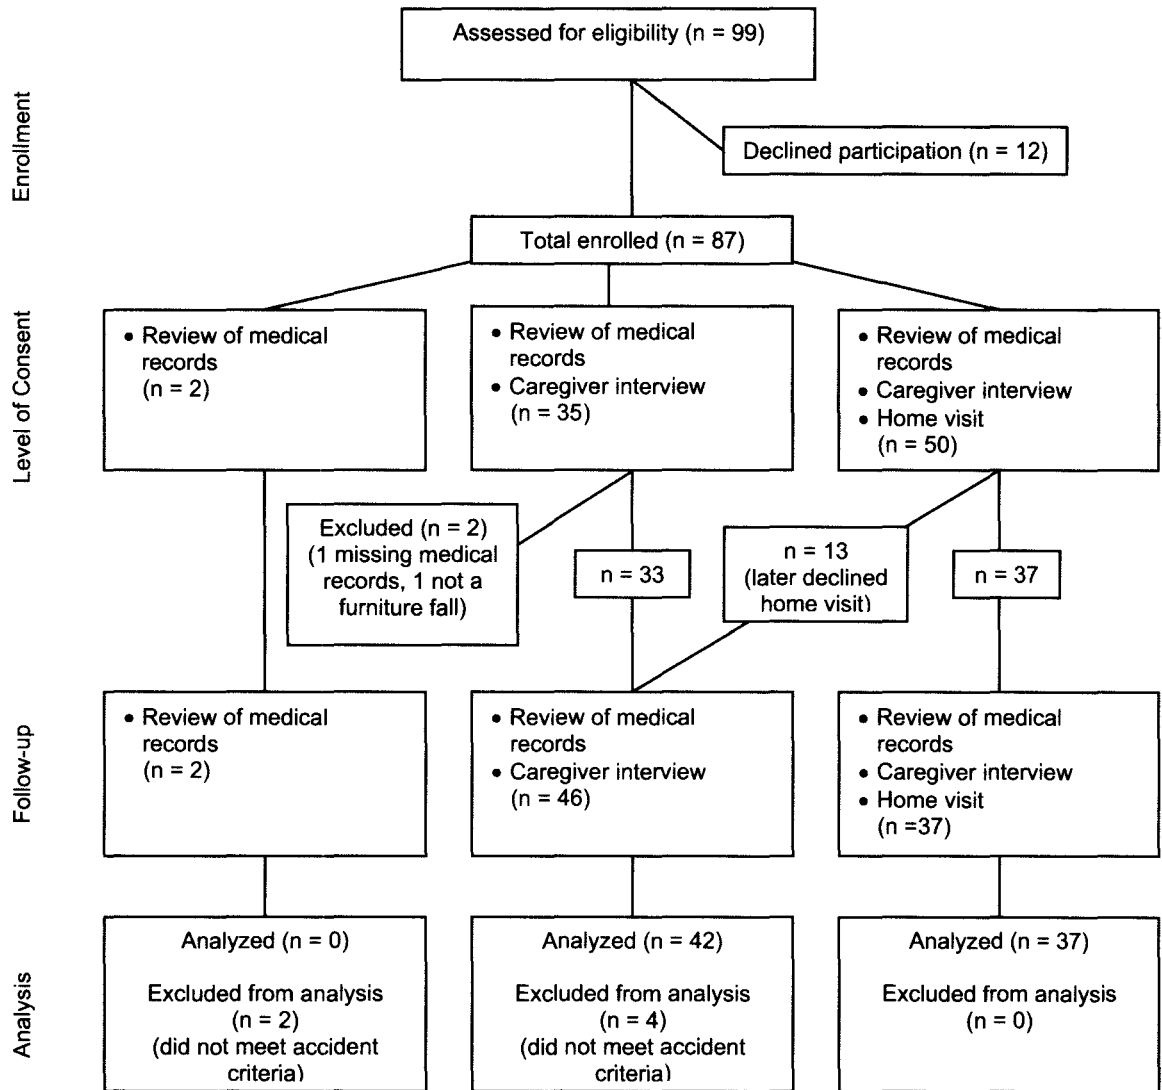 Assessed for eligibility (n = 99)
Enrollment
Declined participation (n = 12)
Total enrolled (n = 87)
Level of Consent
• Review of medical
records
(n = 2)
• Review of medical
records
• Caregiver interview
(n = 35)
• Review of medical
records
• Caregiver interview
• Home visit
(n = 50)
Excluded (n = 2)
(1 missing medical
records, 1 not a
furniture fall)
n = 33
n = 13
(later declined
home visit)
n = 37
Follow-up
• Review of medical
records
(n = 2)
• Review of medical
records
• Caregiver interview
(n = 46)
• Review of medical
records
• Caregiver interview
• Home visit
(n =37)
Analysis
Analyzed (n = 0)
Excluded from analysis
(n = 2)
(did not meet accident
criteria)
Analyzed (n = 42)
Excluded from analysis
(n = 4)
(did not meet accident
criteria)
Analyzed (n = 37)
Excluded from analysis
(n = 0)